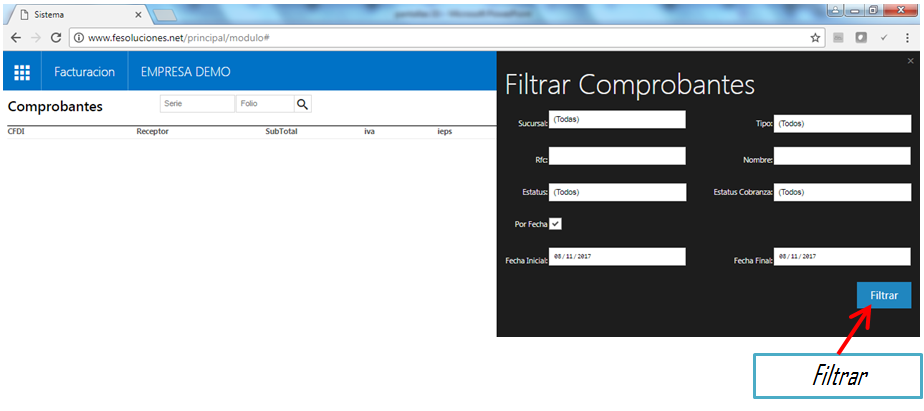 Sistema
www.fesoluciones.net/principal/modulo#
Facturacion EMPRESA DEMO
Comprobantes Serie Folio
CFDI Receptor SubTotal iva ieps
Filtrar Comprobantes
Sucursal: (Todas) Tipo: (Todos)
Rfc: Nombre:
Estatus: (Todos) Estatus Cobranza: (Todos)
Por Fecha
Fecha Inicial: 08/11/2017 Fecha Final: 08/11/2017
Filtrar
Filtrar